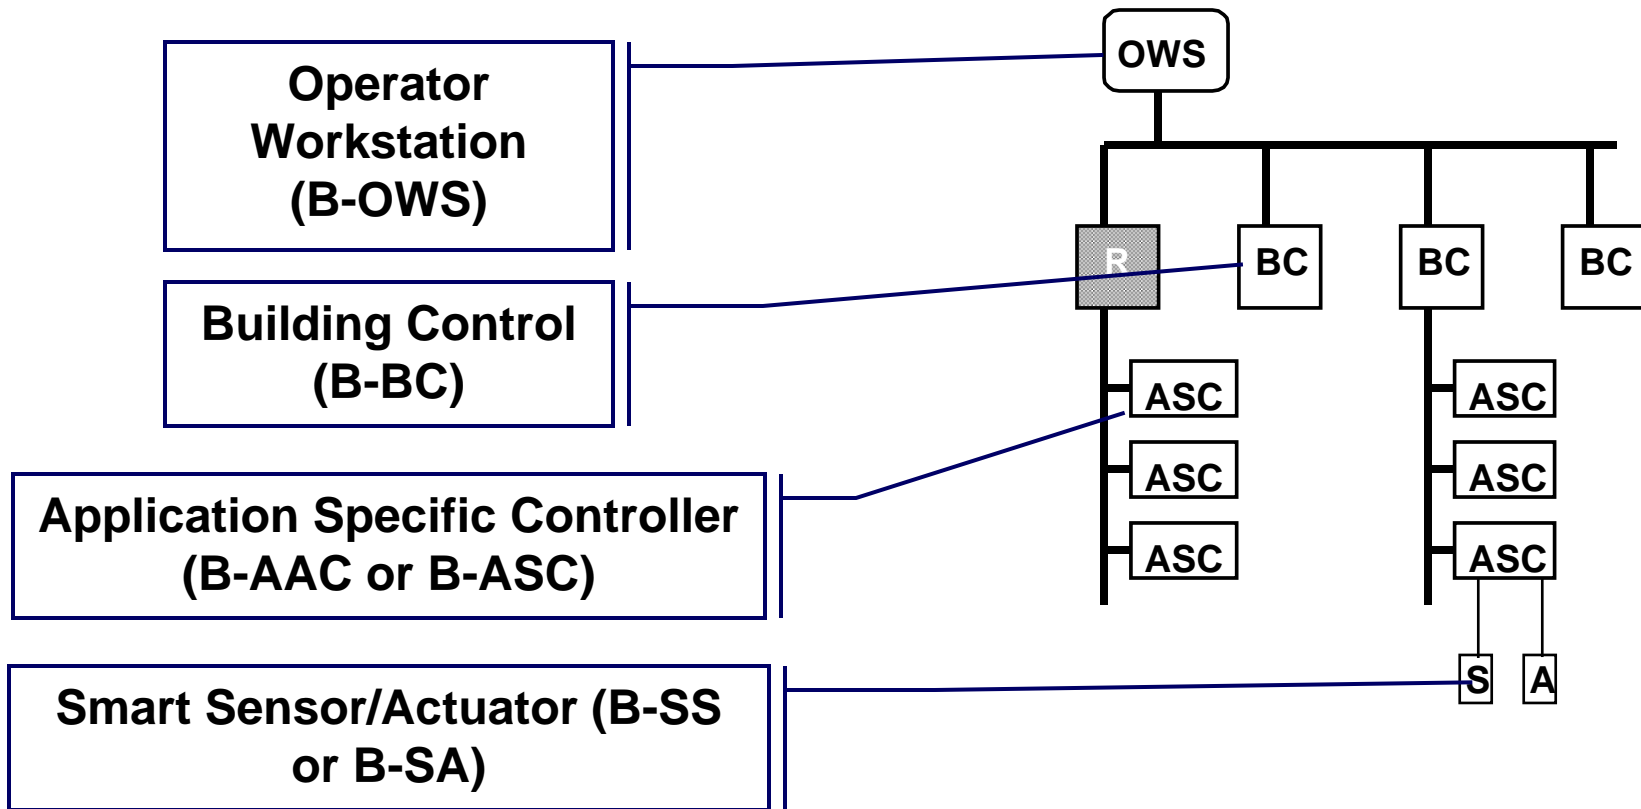 Operator
Workstation
(B-OWS)
Building Control
(B-BC)
Application Specific Controller
(B-AAC or B-ASC)
Smart Sensor/Actuator (B-SS
or B-SA)
OWS
R
BC
BC
BC
ASC
ASC
ASC
ASC
ASC
ASC
S
A